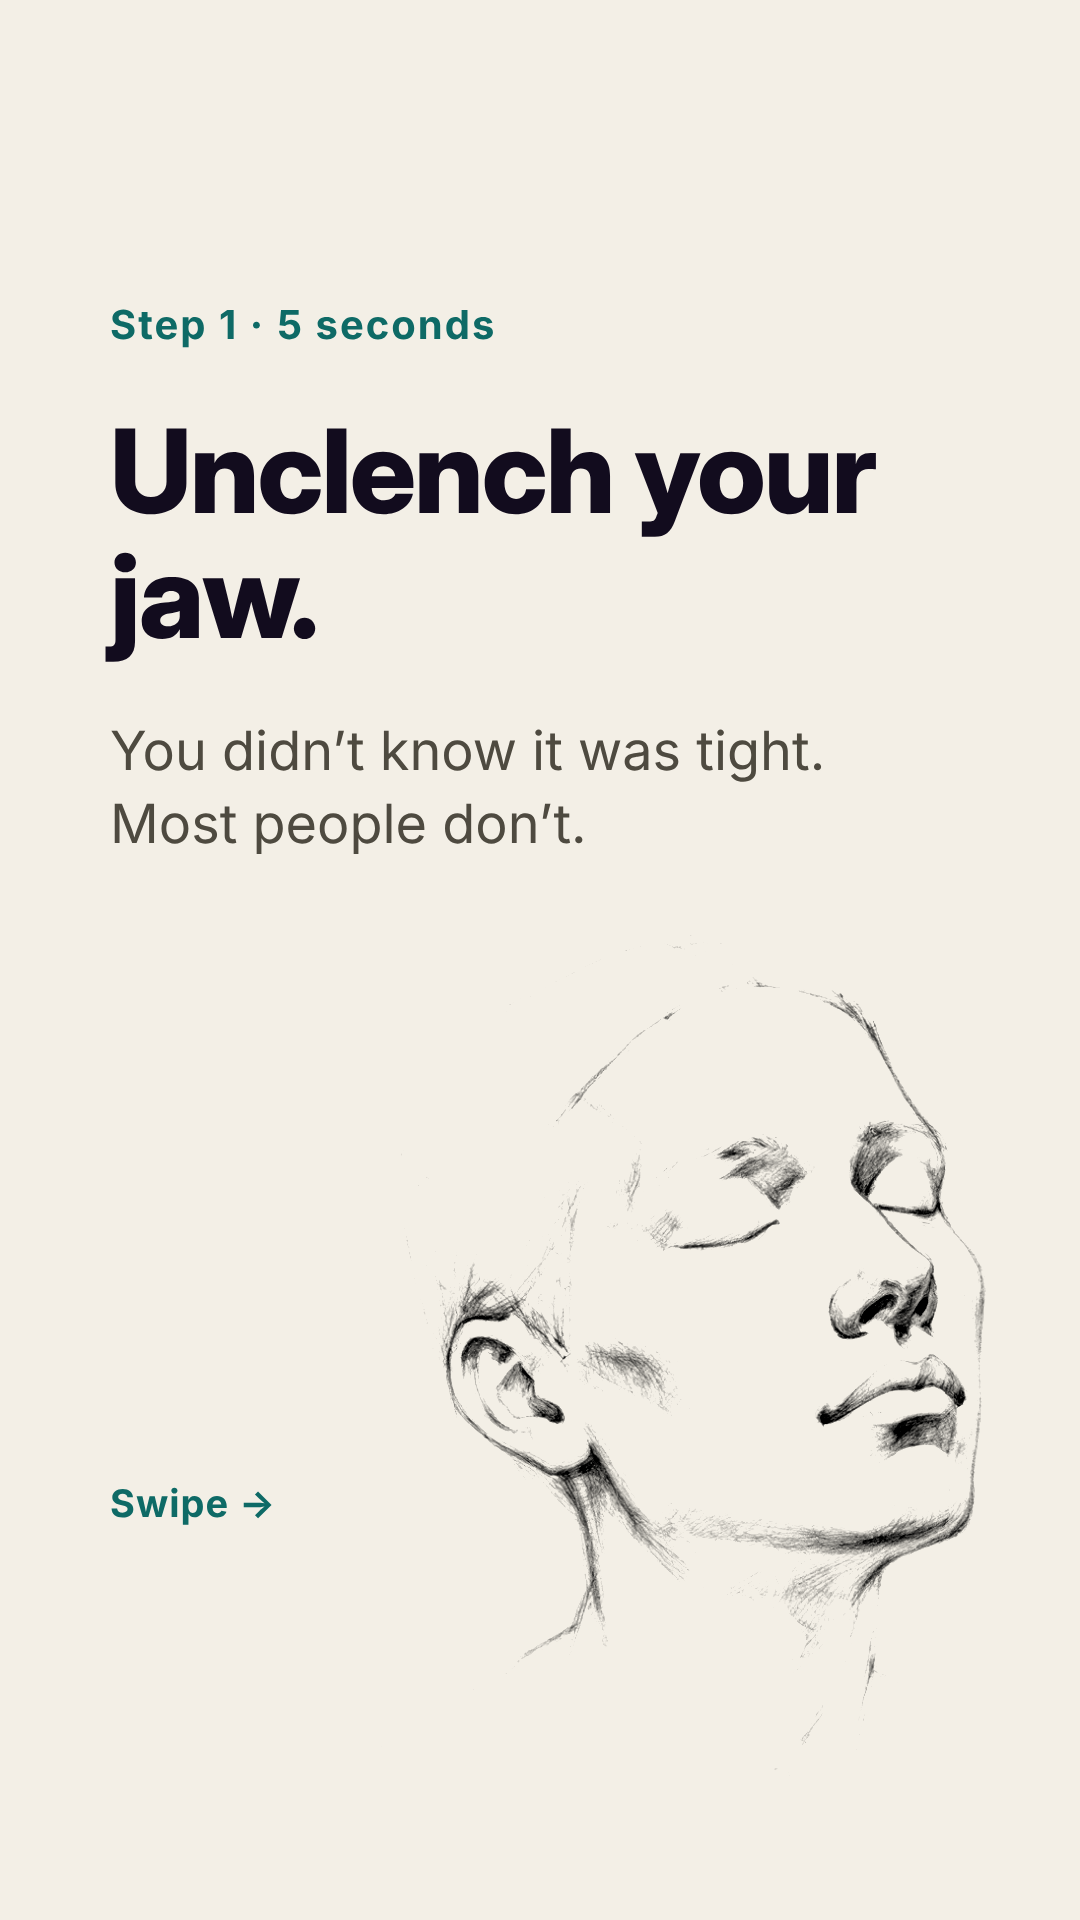 Step 1 · 5 seconds
Unclench your
jaw.
You didn’t know it was tight.
Most people don’t.
Swipe →